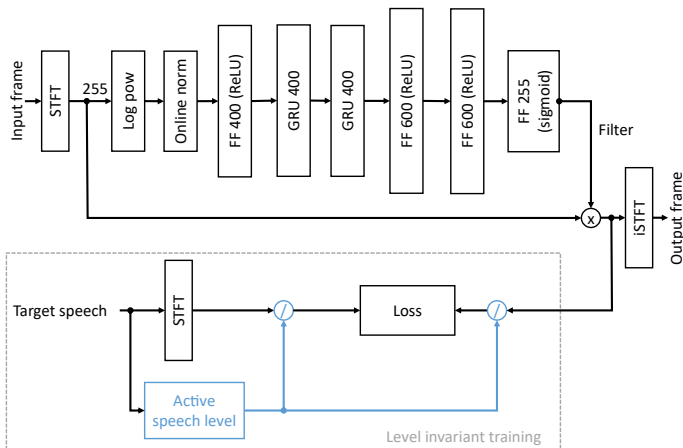 Input frame
STFT
255
Log pow
Online norm
FF 400 (ReLU)
GRU 400
GRU 400
FF 600 (ReLU)
FF 600 (ReLU)
FF 255
(sigmoid)
Filter
x
iSTFT
Output frame
Target speech
STFT
/
Loss
/
Active
speech level
Level invariant training